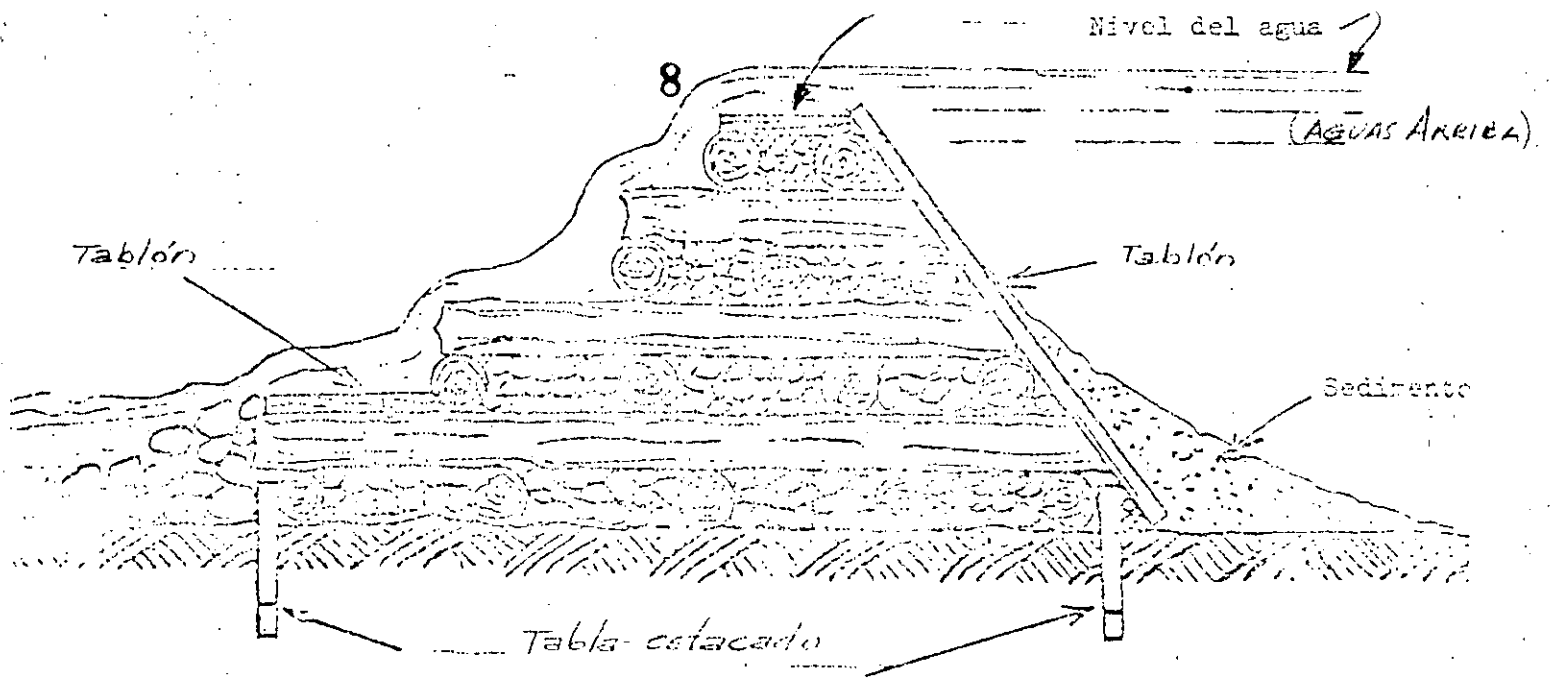 Nivel del agua
8
(AGUAS ARRIBA)
Tablón
Tablón
Sedimento
Tabla-estacado